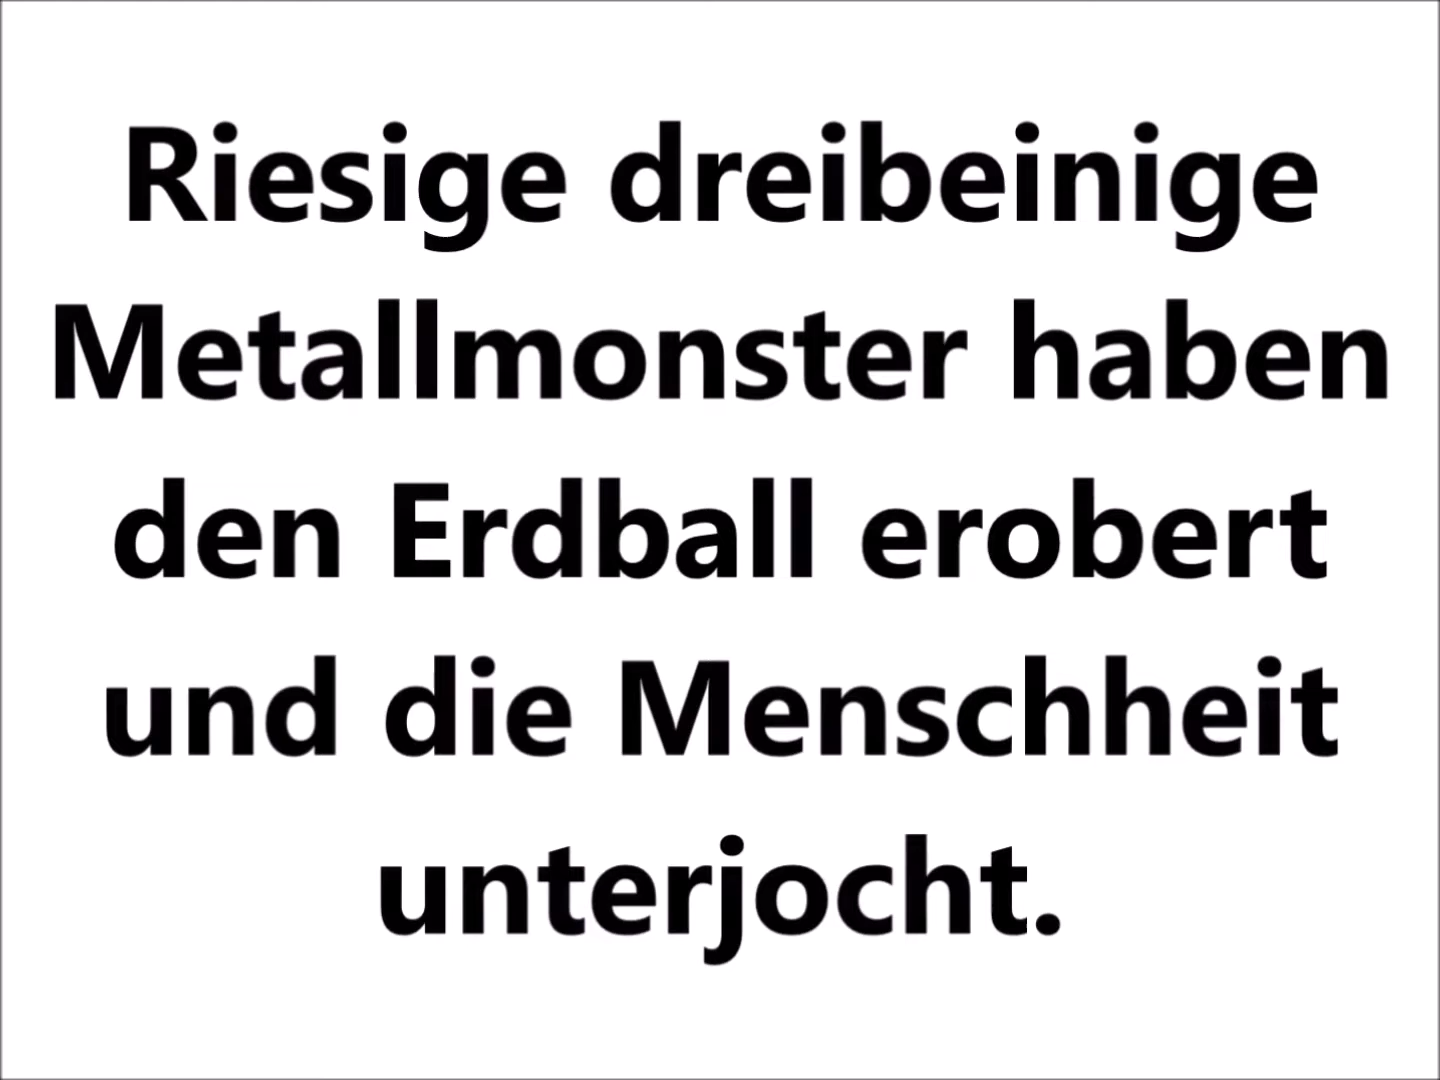 Riesige dreibeinige
Metallmonster haben
den Erdball erobert
und die Menschheit
unterjocht.